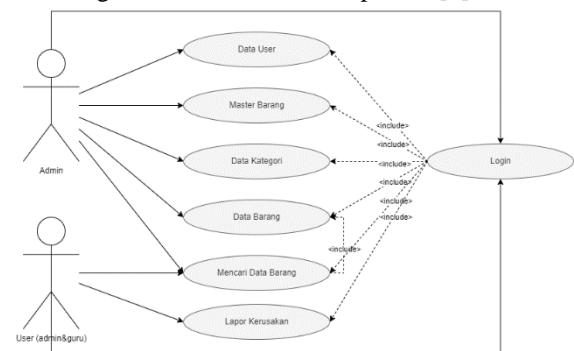 Data User
Master Barang
<include>
<include>
Data Kategori
<include>
Login
Admin
<include>
Data Barang
<include>
<include>
Mencari Data Barang
Lapor Kerusakan
User (admin&guru)